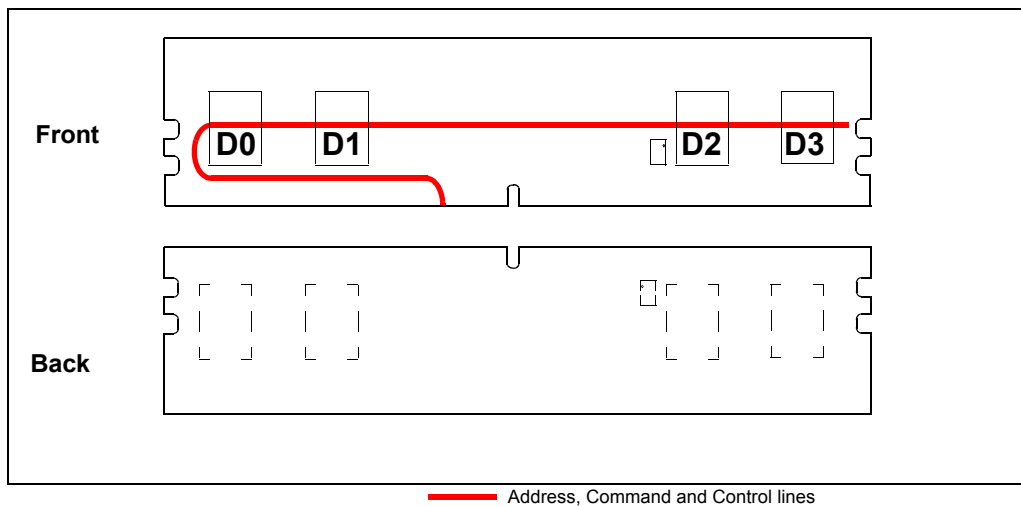 Front
D0 D1 D2 D3
Back
Address, Command and Control lines